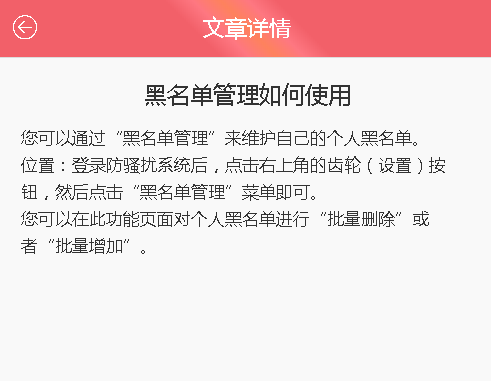 文章详情
黑名单管理如何使用
您可以通过“黑名单管理”来维护自己的个人黑名单。
位置：登录防骚扰系统后，点击右上角的齿轮（设置）按
钮，然后点击“黑名单管理”菜单即可。
您可以在此功能页面对个人黑名单进行“批量删除”或
者“批量增加”。